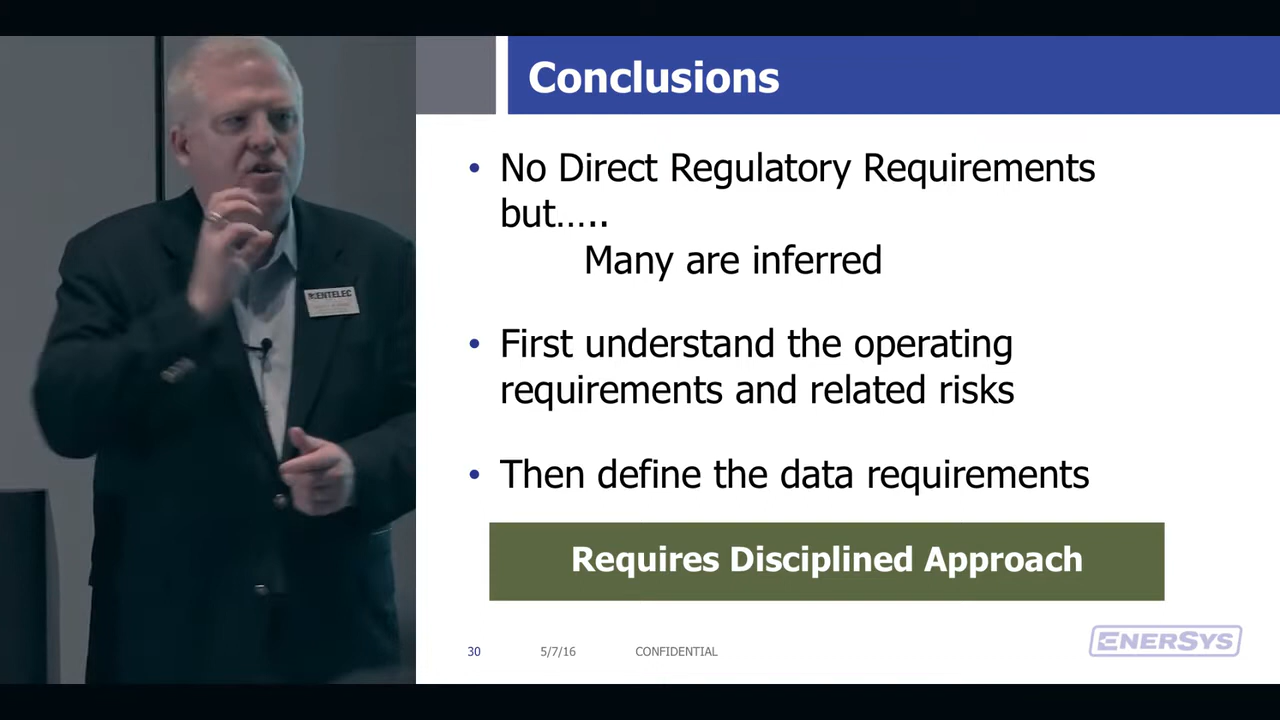 Conclusions
• No Direct Regulatory Requirements
but.....
Many are inferred
• First understand the operating
requirements and related risks
• Then define the data requirements
Requires Disciplined Approach
30 5/7/16 CONFIDENTIAL
ENERSYS
ENTELEC